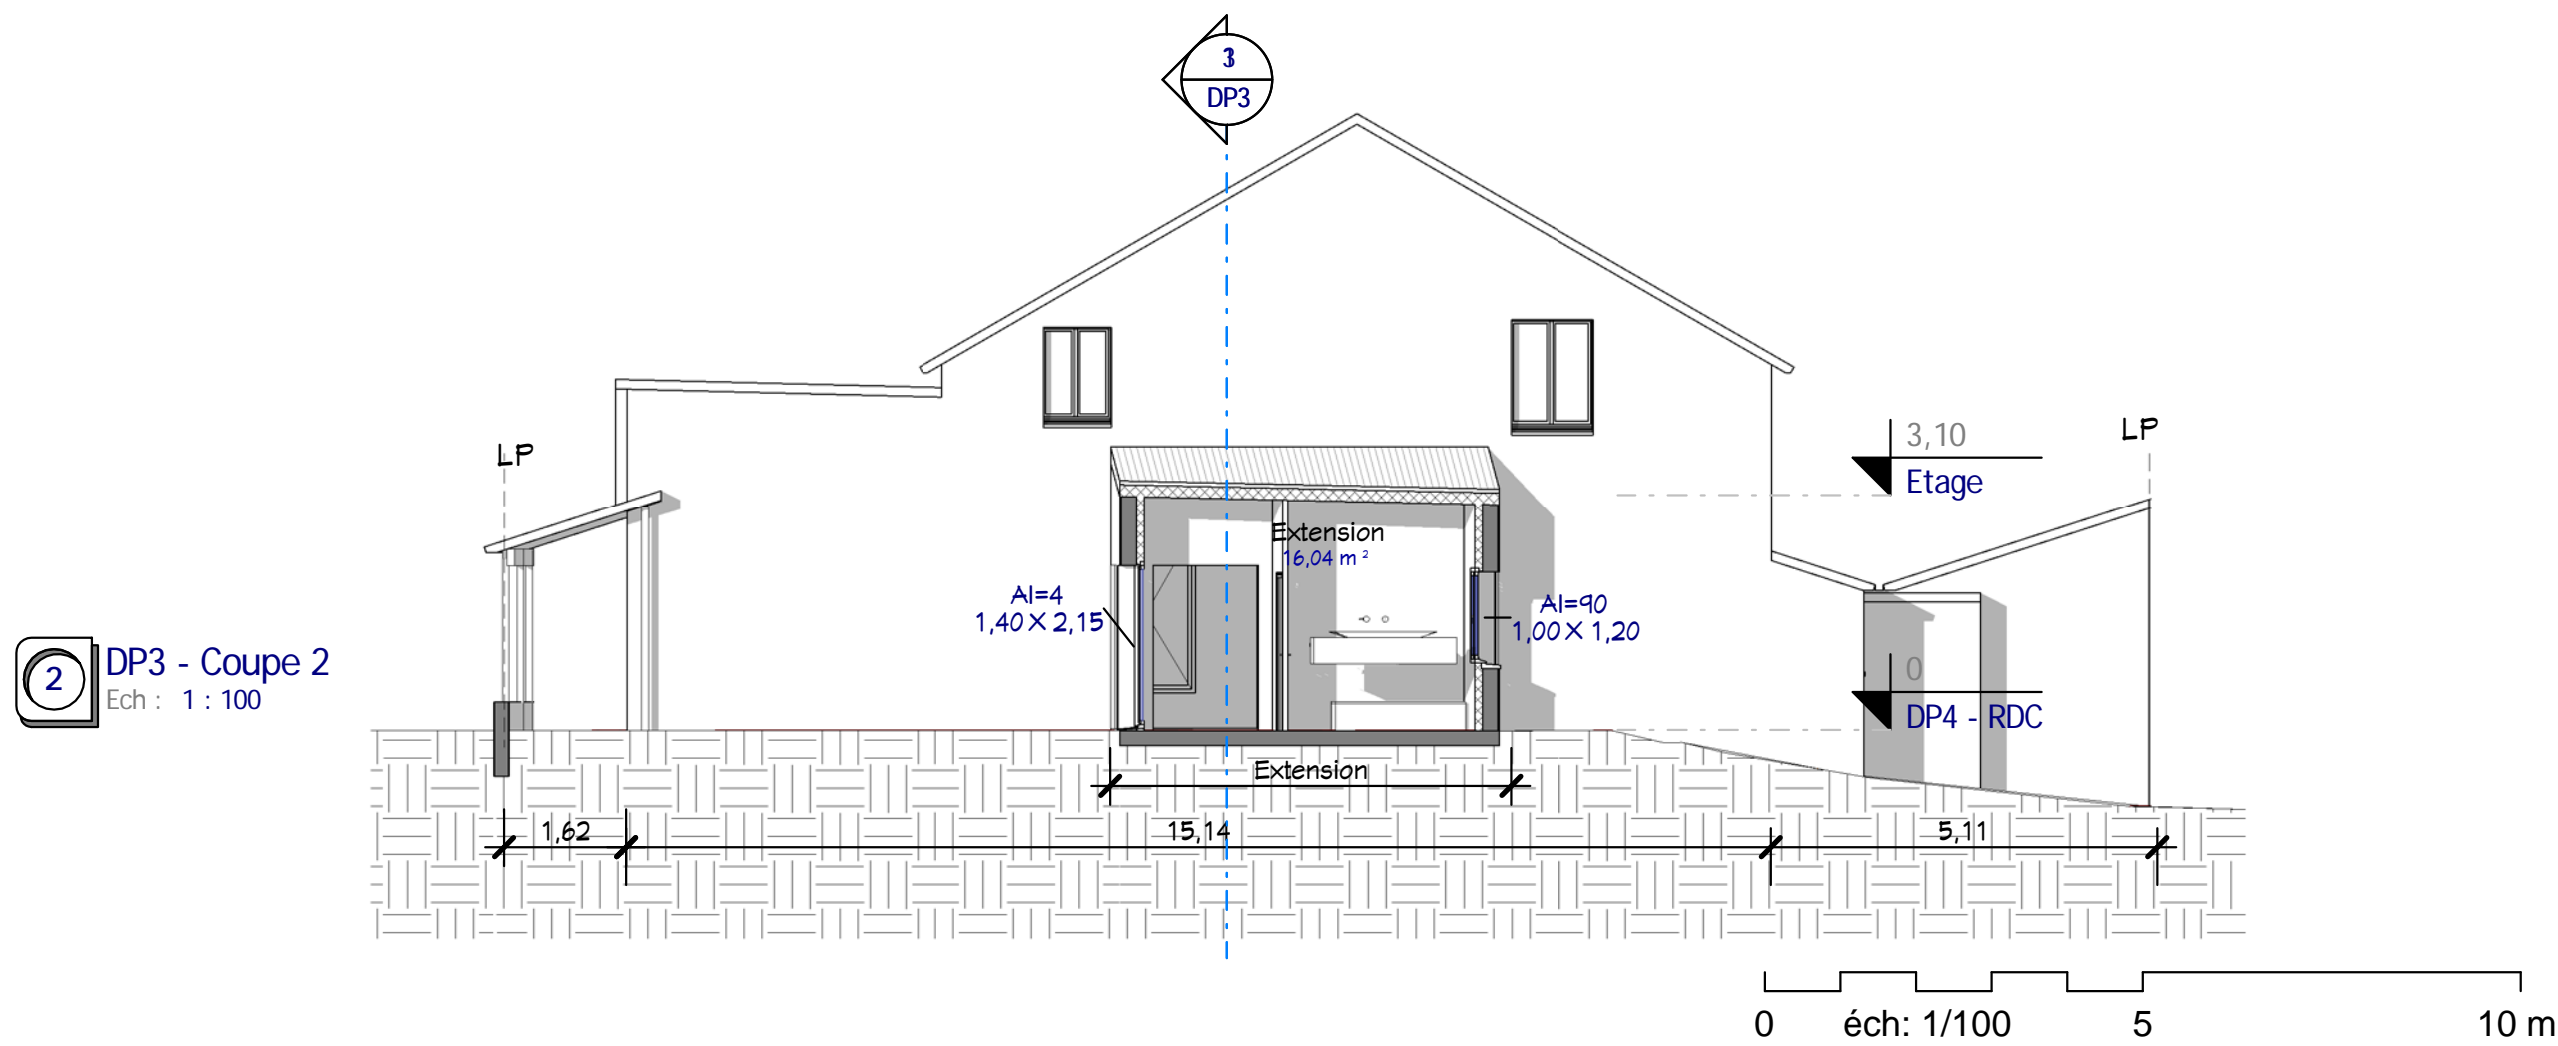 3
DP3
LP
LP
3,10
Etage
Extension
16,04 m²
Al=4
1,40 X 2,15
Al=90
1,00 X 1,20
2
DP3 - Coupe 2
Ech : 1 : 100
0
DP4 - RDC
Extension
1,62
15,14
5,11
0 éch: 1/100 5 10 m